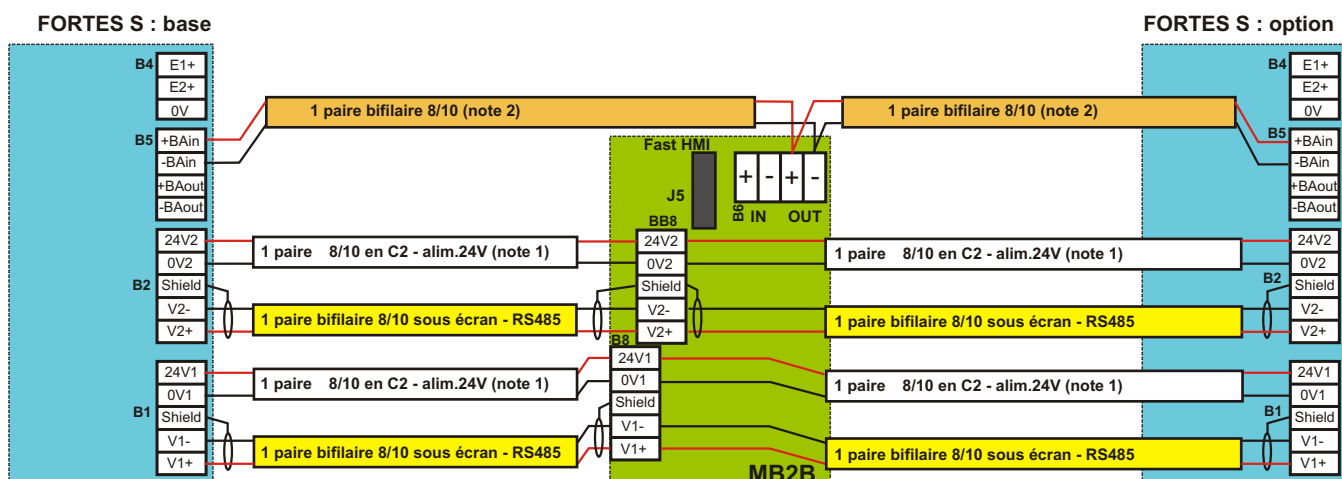 FORTES S : base
FORTES S : option
B4
E1+
E2+
0V
B5
+BAin
-BAin
+BAout
-BAout
24V2
0V2
B2
Shield
V2-
V2+
24V1
0V1
B1
Shield
V1-
V1+
1 paire bifilaire 8/10 (note 2)
1 paire 8/10 en C2 - alim.24V (note 1)
1 paire bifilaire 8/10 sous écran - RS485
1 paire 8/10 en C2 - alim.24V (note 1)
1 paire bifilaire 8/10 sous écran - RS485
Fast HMI
J5
+ - + -
B6
IN OUT
BB8
24V2
0V2
Shield
V2-
V2+
B8
24V1
0V1
Shield
V1-
V1+
MB2B
1 paire bifilaire 8/10 (note 2)
1 paire 8/10 en C2 - alim.24V (note 1)
1 paire bifilaire 8/10 sous écran - RS485
1 paire 8/10 en C2 - alim.24V (note 1)
1 paire bifilaire 8/10 sous écran - RS485
B4
E1+
E2+
0V
B5
+BAin
-BAin
+BAout
-BAout
24V2
0V2
B2
Shield
V2-
V2+
24V1
0V1
B1
Shield
V1-
V1+